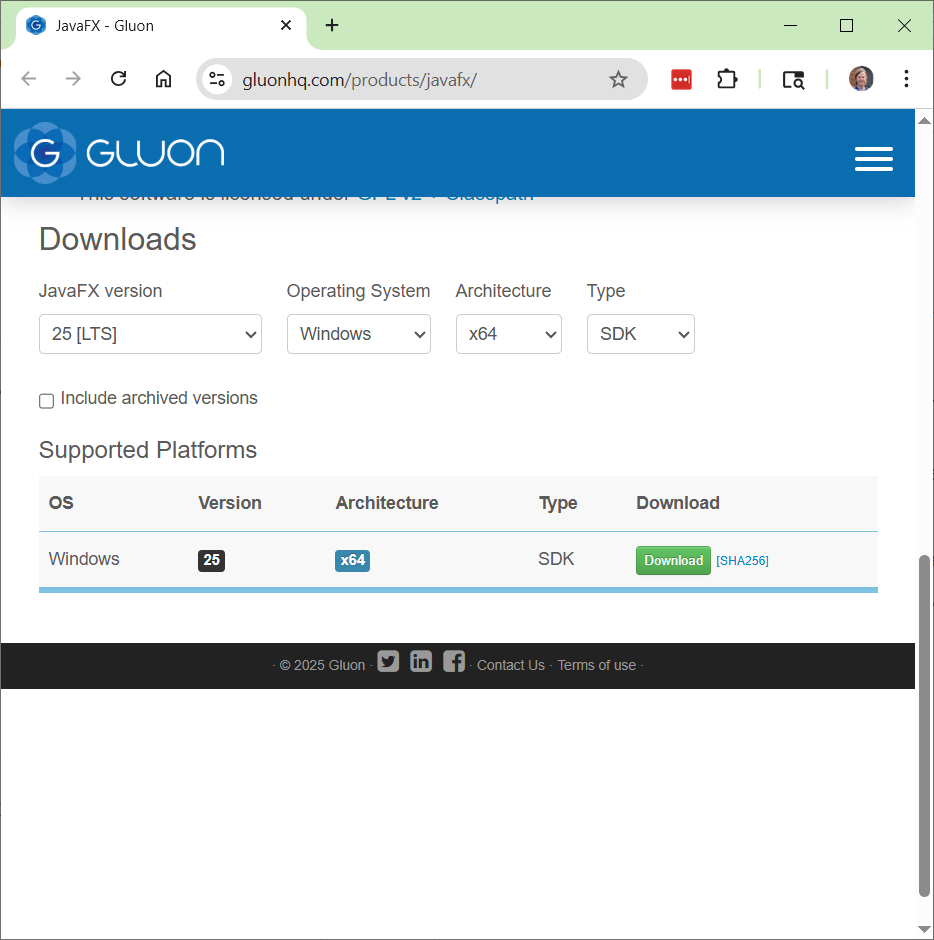 JavaFX - Gluon
gluonhq.com/products/javafx/
G GLUON
This software is licensed under GPL v2 + Classpath
Downloads
JavaFX version Operating System Architecture Type
25 [LTS] Windows x64 SDK
Include archived versions
Supported Platforms
OS Version Architecture Type Download
Windows 25 x64 SDK Download [SHA256]
· © 2025 Gluon · · Contact Us · Terms of use ·